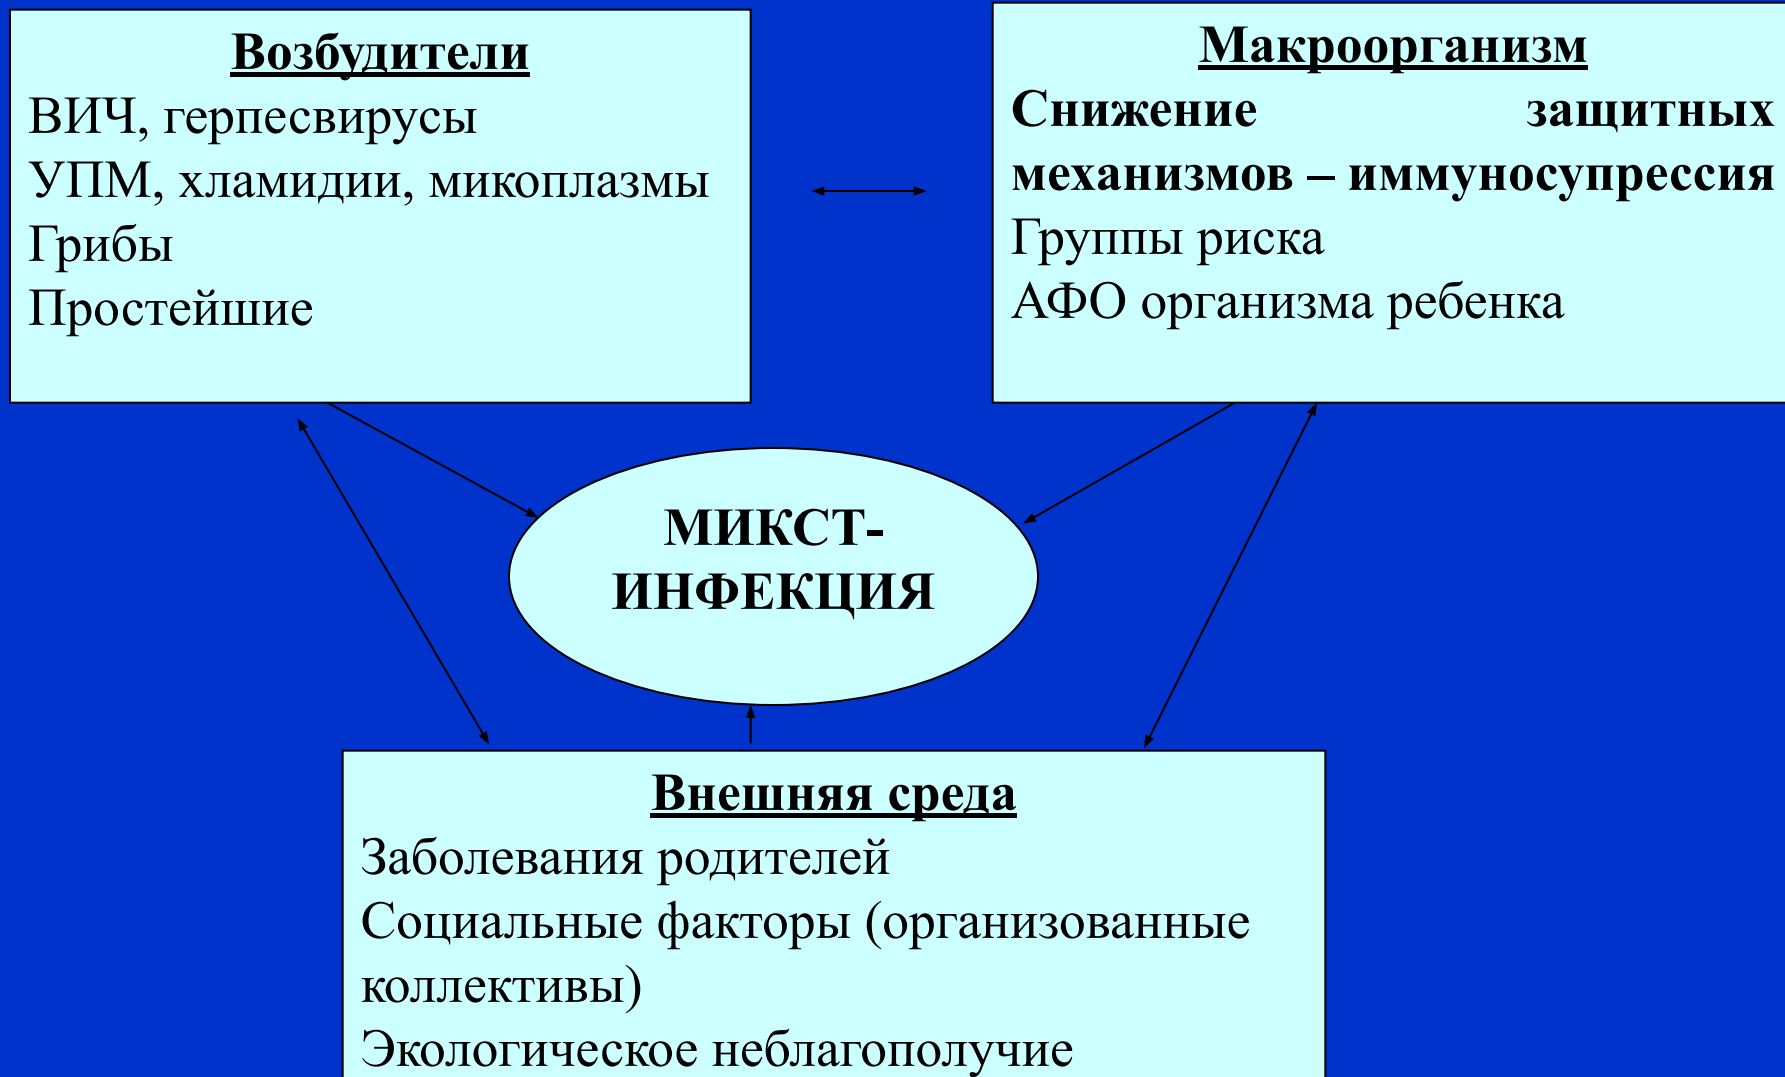 Возбудители
ВИЧ, герпесвирусы
УПМ, хламидии, микоплазмы
Грибы
Простейшие
Макроорганизм
Снижение защитных
механизмов – иммуносупрессия
Группы риска
АФО организма ребенка
МИКСТ-
ИНФЕКЦИЯ
Внешняя среда
Заболевания родителей
Социальные факторы (организованные
коллективы)
Экологическое неблагополучие